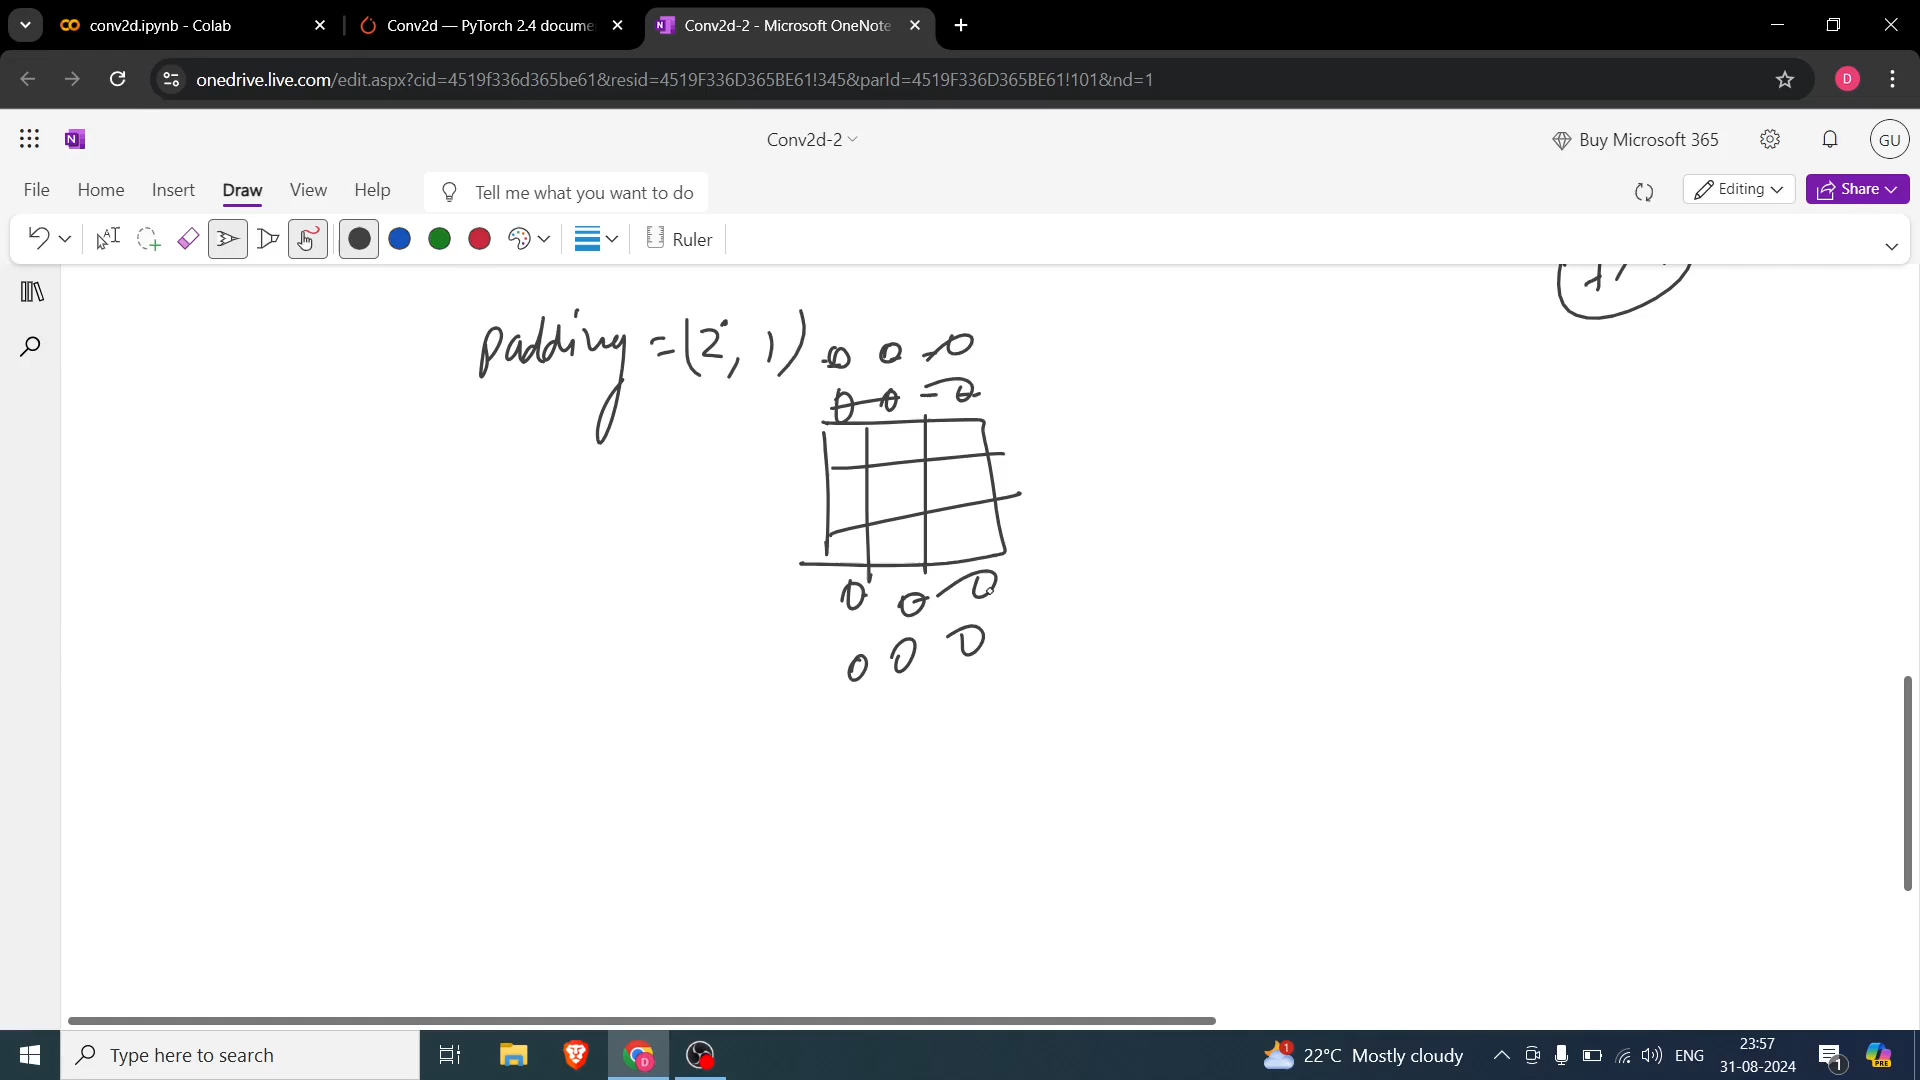 conv2d.ipynb - Colab
Conv2d — PyTorch 2.4 docume
Conv2d-2 - Microsoft OneNote
onedrive.live.com/edit.aspx?cid=4519f336d365be61&resid=4519F336D365BE61!345&parId=4519F336D365BE61!101&nd=1
D
N
Conv2d-2
Buy Microsoft 365
GU
File Home Insert Draw View Help
Tell me what you want to do
Editing
Share
Ruler
padding = (2, 1)
0 0 0
0 0 0
0 0 0
0 0 0
Type here to search
22°C Mostly cloudy
ENG
23:57
31-08-2024
1